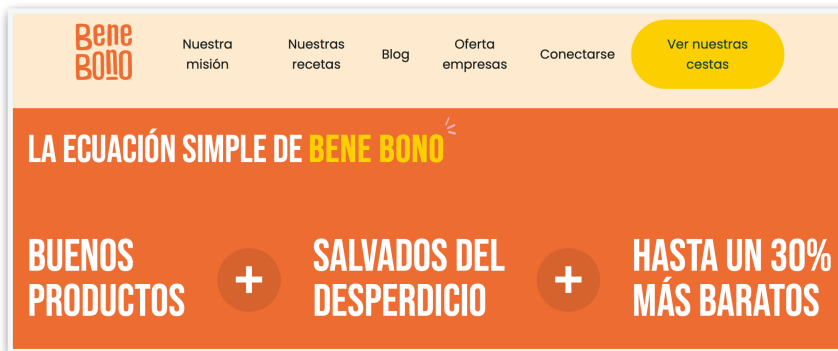 Bene
Bono
Nuestra
misión
Nuestras
recetas
Blog
Oferta
empresas
Conectarse
Ver nuestras
cestas
LA ECUACIÓN SIMPLE DE BENE BONO
BUENOS
PRODUCTOS
+
SALVADOS DEL
DESPERDICIO
+
HASTA UN 30%
MÁS BARATOS